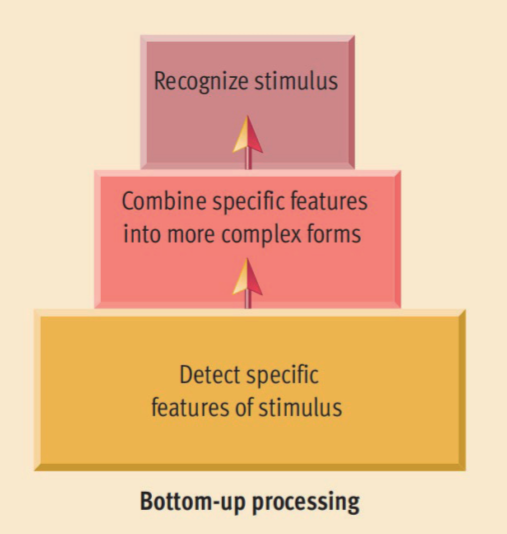 Recognize stimulus
Combine specific features
into more complex forms
Detect specific
features of stimulus
Bottom-up processing